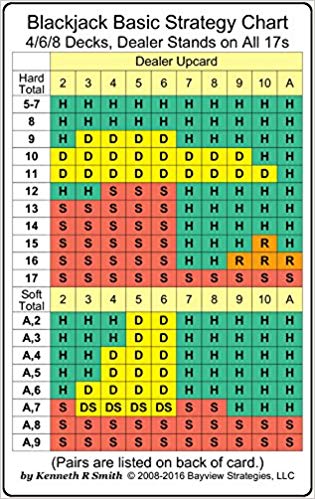 Blackjack Basic Strategy Chart
4/6/8 Decks, Dealer Stands on All 17s
Dealer Upcard
Hard Total 2 3 4 5 6 7 8 9 10 A
5-7 H H H H H H H H H H
8 H H H H H H H H H H
9 H D D D D H H H H H
10 D D D D D D D D H H
11 D D D D D D D D D H
12 H H S S S H H H H H
13 S S S S S H H H H H
14 S S S S S H H H H H
15 S S S S S H H H R H
16 S S S S S H H R R R
17 S S S S S S S S S S
Soft Total 2 3 4 5 6 7 8 9 10 A
A,2 H H H D D H H H H H
A,3 H H H D D H H H H H
A,4 H H D D D H H H H H
A,5 H H D D D H H H H H
A,6 H D D D D H H H H H
A,7 S DS DS DS DS S S H H H
A,8 S S S S S S S S S S
A,9 S S S S S S S S S S
(Pairs are listed on back of card.)
by Kenneth R Smith © 2008-2016 Bayview Strategies, LLC